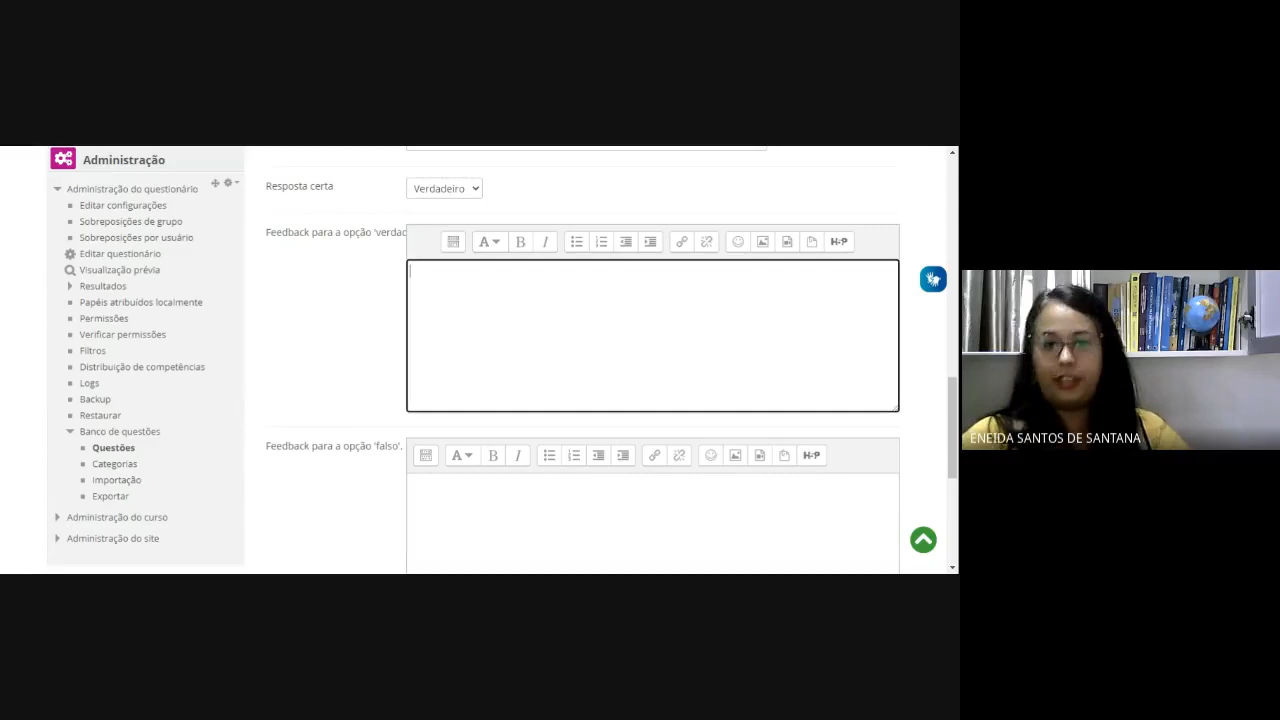 Administração
Administração do questionário
Editar configurações
Sobreposições de grupo
Sobreposições por usuário
Editar questionário
Visualização prévia
Resultados
Papéis atribuídos localmente
Permissões
Verificar permissões
Filtros
Distribuição de competências
Logs
Backup
Restaurar
Banco de questões
Questões
Categorias
Importação
Exportar
Administração do curso
Administração do site
Resposta certa
Verdadeiro
Feedback para a opção 'verdac
A B I
H5P
Feedback para a opção 'falso'.
A B I
H5P
ENEIDA SANTOS DE SANTANA